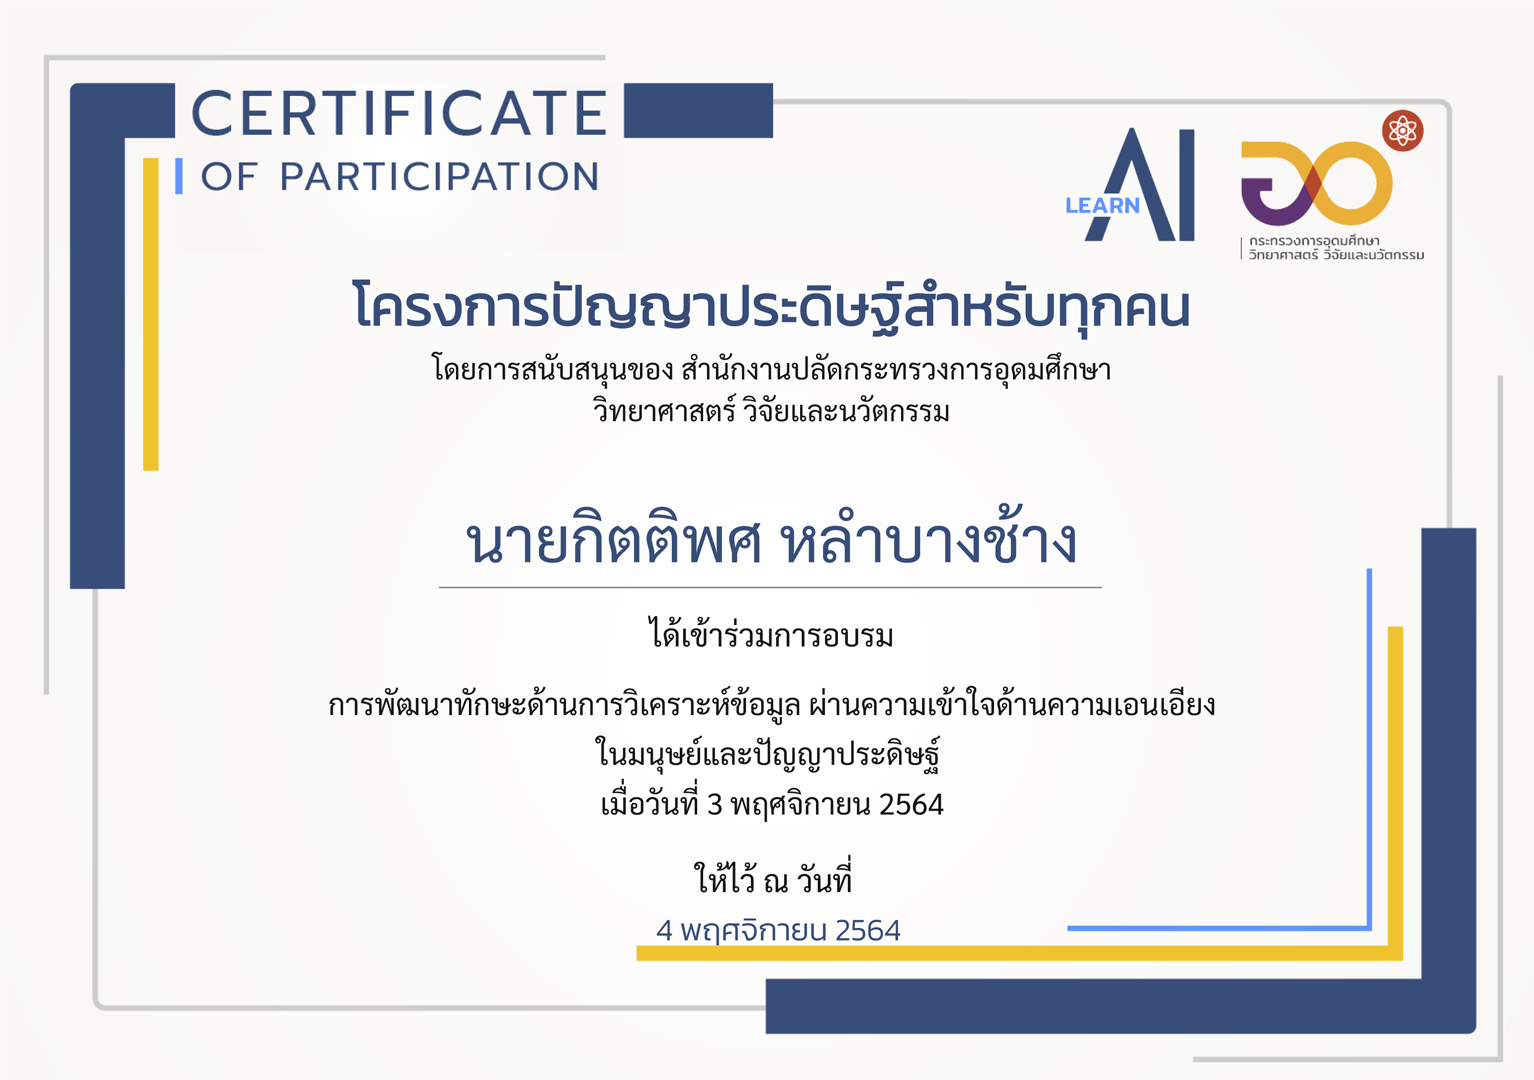 CERTIFICATE
OF PARTICIPATION
LEARN
AI
กระทรวงการอุดมศึกษา
วิทยาศาสตร์ วิจัยและนวัตกรรม
โครงการปัญญาประดิษฐ์สำหรับทุกคน
โดยการสนับสนุนของ สำนักงานปลัดกระทรวงการอุดมศึกษา
วิทยาศาสตร์ วิจัยและนวัตกรรม
นายกิตติพศ หลำบางช้าง
ได้เข้าร่วมการอบรม
การพัฒนาทักษะด้านการวิเคราะห์ข้อมูล ผ่านความเข้าใจด้านความเอนเอียง
ในมนุษย์และปัญญาประดิษฐ์
เมื่อวันที่ 3 พฤศจิกายน 2564
ให้ไว้ ณ วันที่
4 พฤศจิกายน 2564